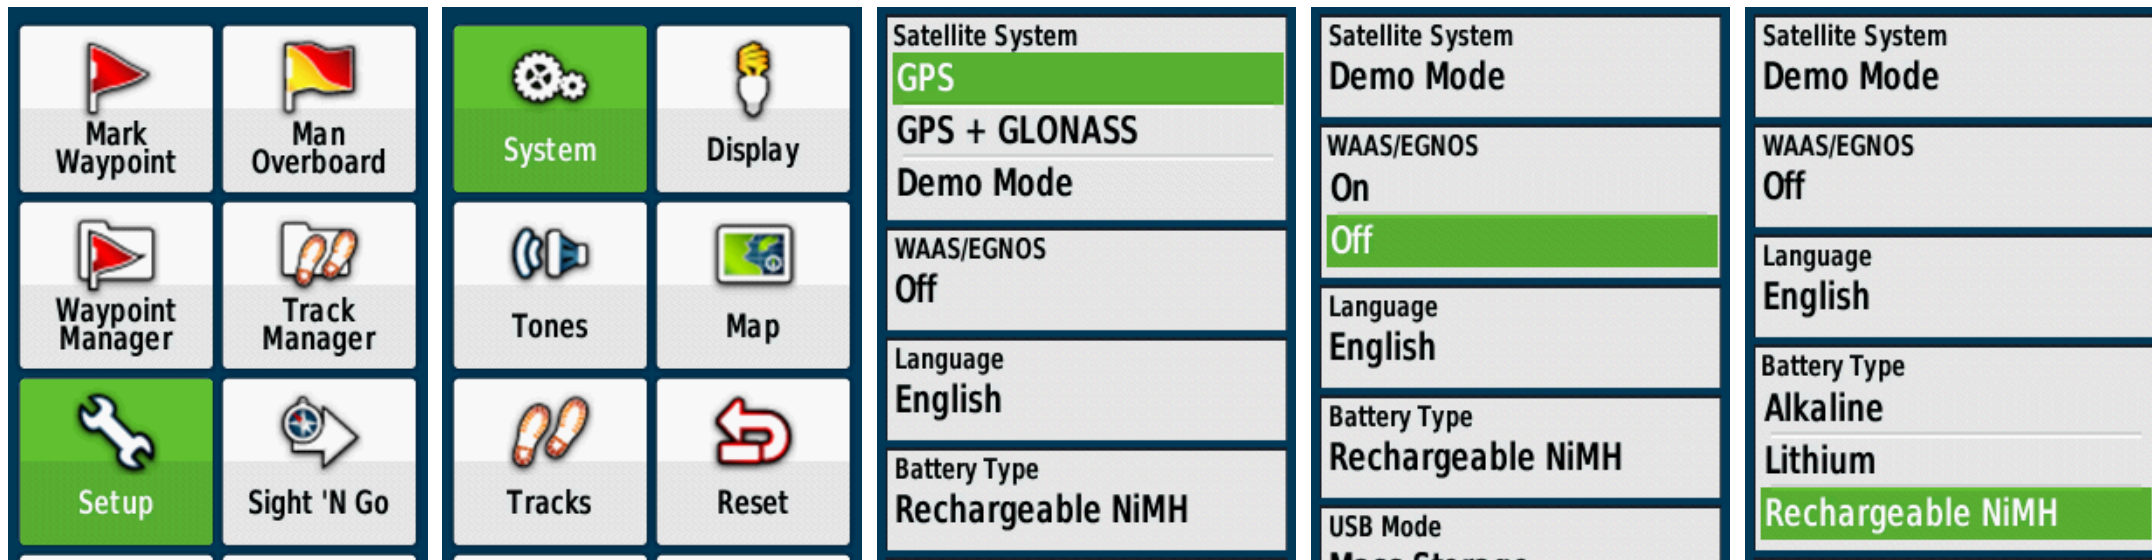 Mark
Waypoint
Man
Overboard
Waypoint
Manager
Track
Manager
Setup
Sight 'N Go
System
Display
Tones
Map
Tracks
Reset
Satellite System
GPS
GPS + GLONASS
Demo Mode
WAAS/EGNOS
Off
Language
English
Battery Type
Rechargeable NiMH
Satellite System
Demo Mode
WAAS/EGNOS
On
Off
Language
English
Battery Type
Rechargeable NiMH
USB Mode
Mass Storage
Satellite System
Demo Mode
WAAS/EGNOS
Off
Language
English
Battery Type
Alkaline
Lithium
Rechargeable NiMH